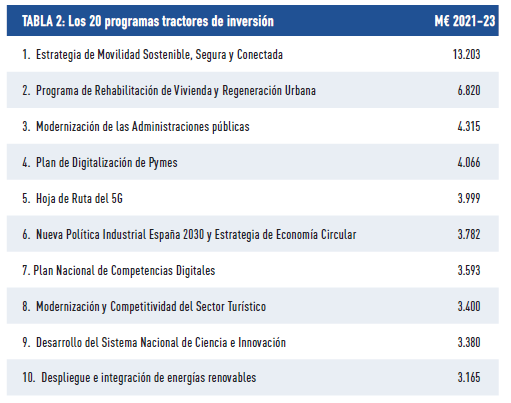 TABLA 2: Los 20 programas tractores de inversión M€ 2021-23
1. Estrategia de Movilidad Sostenible, Segura y Conectada 13.203
2. Programa de Rehabilitación de Vivienda y Regeneración Urbana 6.820
3. Modernización de las Administraciones públicas 4.315
4. Plan de Digitalización de Pymes 4.066
5. Hoja de Ruta del 5G 3.999
6. Nueva Política Industrial España 2030 y Estrategia de Economía Circular 3.782
7. Plan Nacional de Competencias Digitales 3.593
8. Modernización y Competitividad del Sector Turístico 3.400
9. Desarrollo del Sistema Nacional de Ciencia e Innovación 3.380
10. Despliegue e integración de energías renovables 3.165